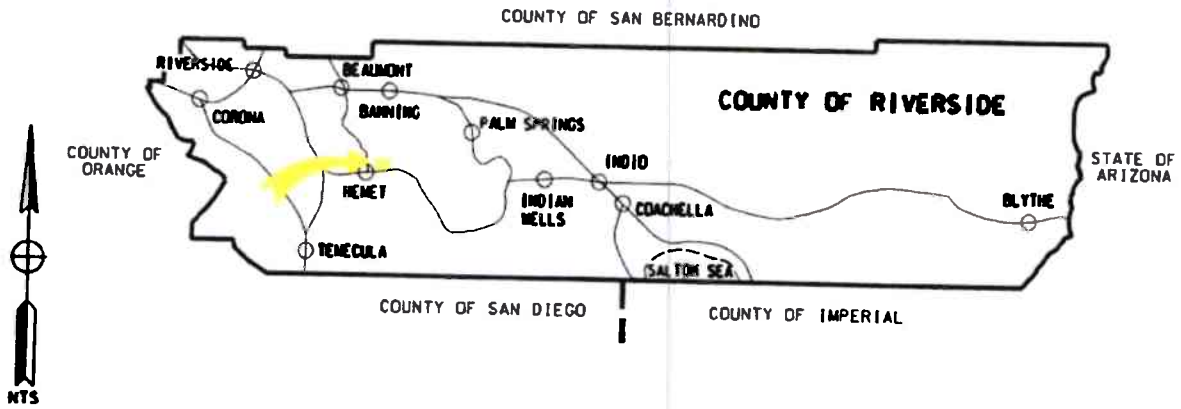 COUNTY OF SAN BERNARDINO
RIVERSIDE
BEAUMONT
CORONA
BANNING
COUNTY OF RIVERSIDE
PALM SPRINGS
COUNTY OF
ORANGE
STATE OF
ARIZONA
INDIO
HEMET
INDIAN
WELLS
COACHELLA
BLYTHE
TEMECULA
SALTON SEA
COUNTY OF SAN DIEGO
COUNTY OF IMPERIAL
NTS